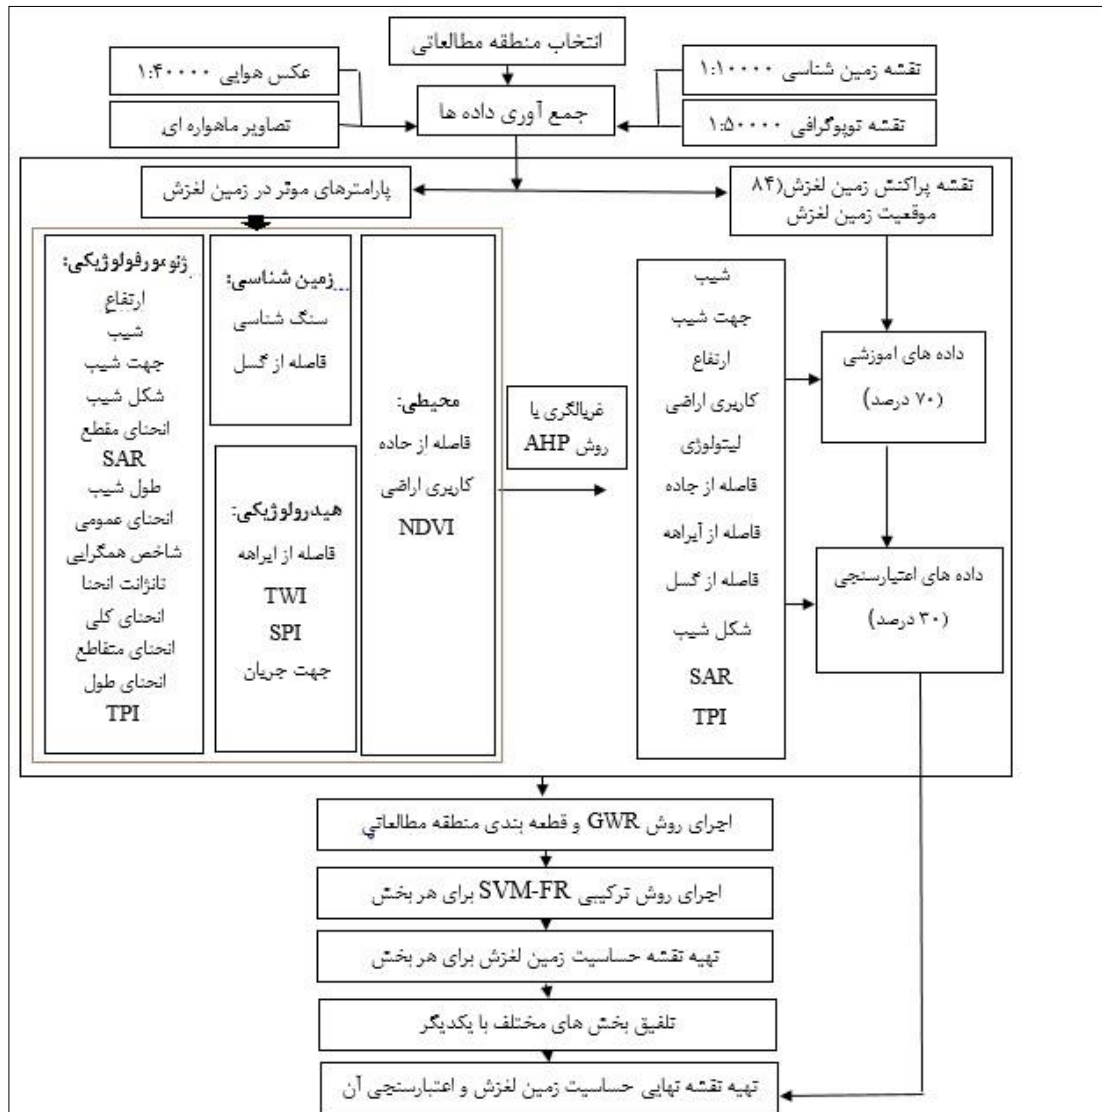 انتخاب منطقه مطالعاتی
نقشه زمین شناسی ۱:۱۰۰۰۰۰
عکس هوایی ۱:۴۰۰۰۰
جمع آوری داده ها
نقشه توپوگرافی ۱:۵۰۰۰۰
تصاویر ماهواره ای
نقشه پراکنش زمین لغزش(۸۴
موقعیت زمین لغزش
پارامترهای موثر در زمین لغزش
داده های اموزشی
(۷۰ درصد)
داده های اعتبارسنجی
(۳۰ درصد)
شیب
جهت شیب
ارتفاع
کاربری اراضی
لیتولوژی
فاصله از جاده
فاصله از آبراهه
فاصله از گسل
شکل شیب
SAR
TPI
غربالگری با
روش AHP
محیطی:
فاصله از جاده
کاربری اراضی
NDVI
زمین شناسی:
سنگ شناسی
فاصله از گسل
هیدرولوژیکی:
فاصله از ابراهه
TWI
SPI
جهت جریان
ژئومورفولوژیکی:
ارتفاع
شیب
جهت شیب
شکل شیب
انحنای مقطع
SAR
طول شیب
انحنای عمومی
شاخص همگرایی
تانژانت انحنا
انحنای کلی
انحنای متقاطع
انحنای طول
TPI
اجرای روش GWR و قطعه بندی منطقه مطالعاتی
اجرای روش ترکیبی SVM-FR برای هر بخش
تهیه نقشه حساسیت زمین لغزش برای هر بخش
تلفیق بخش های مختلف با یکدیگر
تهیه نقشه نهایی حساسیت زمین لغزش و اعتبارسنجی آن